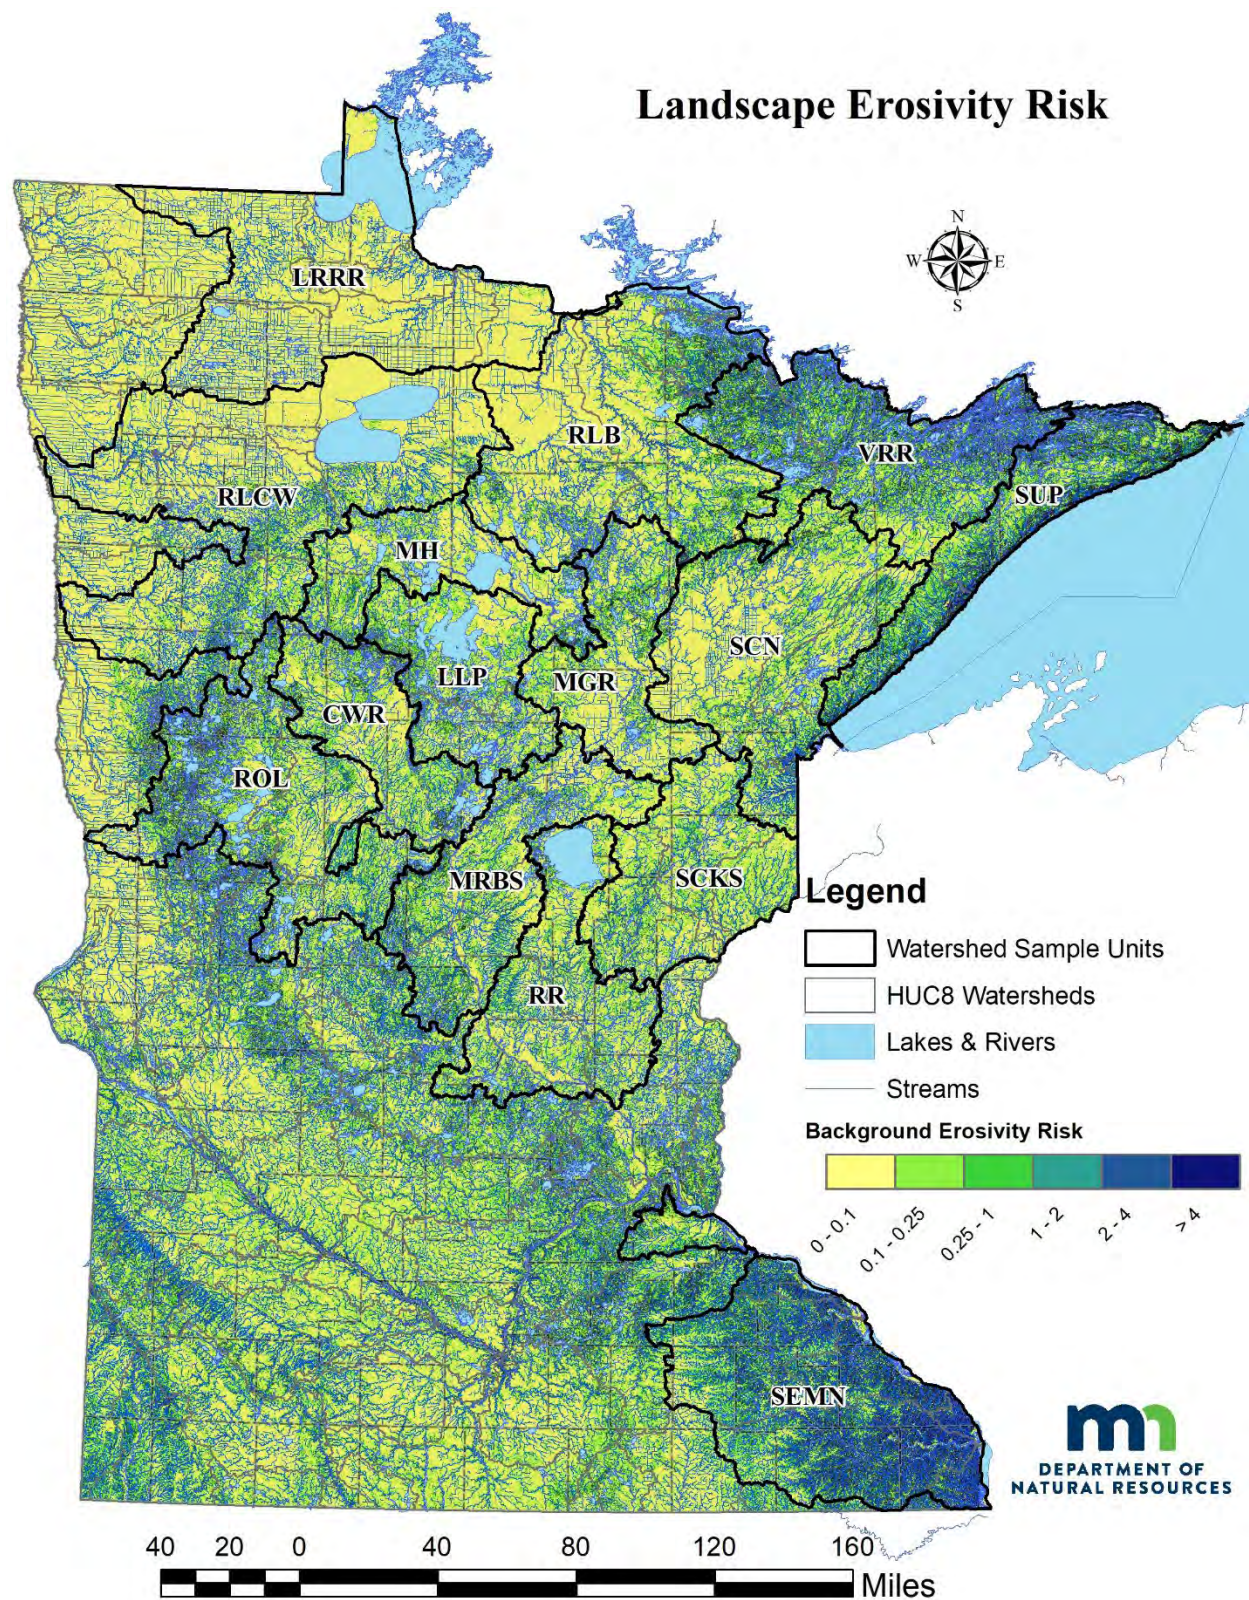 Landscape Erosivity Risk
N
W E
S
LRRR
RLB
VRR
RLCW
SUP
MH
SCN
LLP
MGR
CWR
ROL
MRBS
SCKS
RR
SEMN
Legend
Watershed Sample Units
HUC8 Watersheds
Lakes & Rivers
Streams
Background Erosivity Risk
0 - 0.1
0.1 - 0.25
0.25 - 1
1 - 2
2 - 4
> 4
mn
DEPARTMENT OF
NATURAL RESOURCES
40 20 0 40 80 120 160
Miles